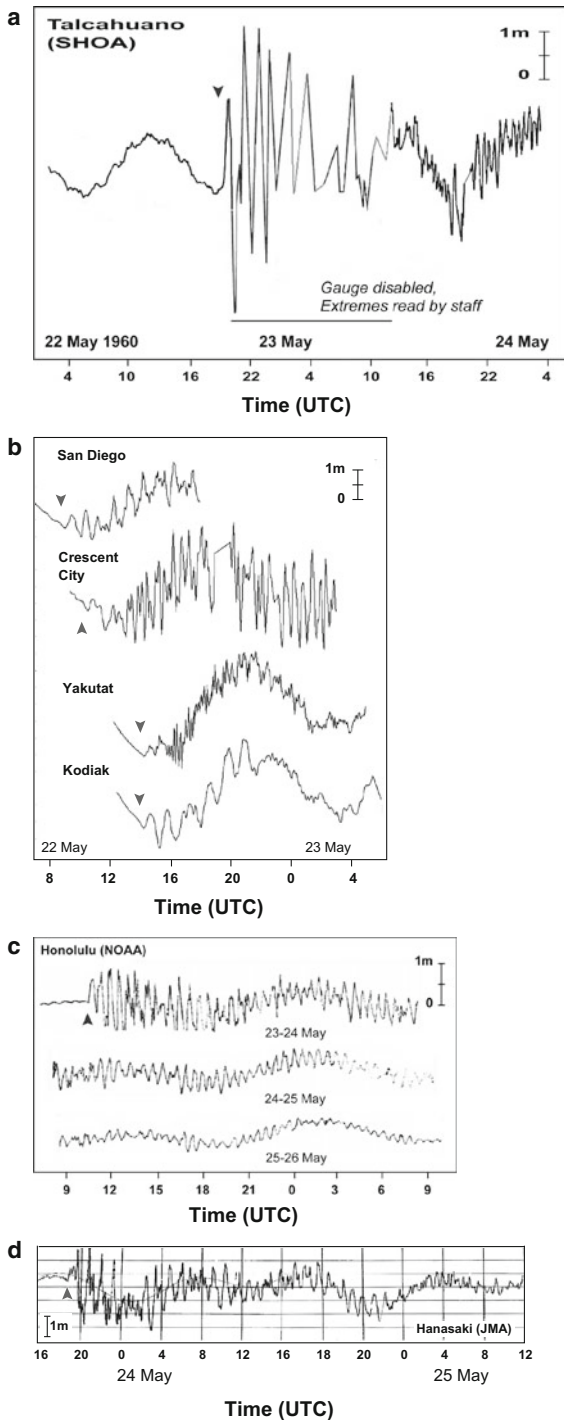 a
Talcahuano
(SHOA)
1m
0
Gauge disabled,
Extremes read by staff
22 May 1960 23 May 24 May
4 10 16 22 4 10 16 22 4
Time (UTC)
b
San Diego
1m
0
Crescent
City
Yakutat
Kodiak
22 May 23 May
8 12 16 20 0 4
Time (UTC)
c
Honolulu (NOAA)
1m
0
23-24 May
24-25 May
25-26 May
9 12 15 18 21 0 3 6 9
Time (UTC)
d
1m
Hanasaki (JMA)
16 20 0 4 8 12 16 20 0 4 8 12
24 May 25 May
Time (UTC)